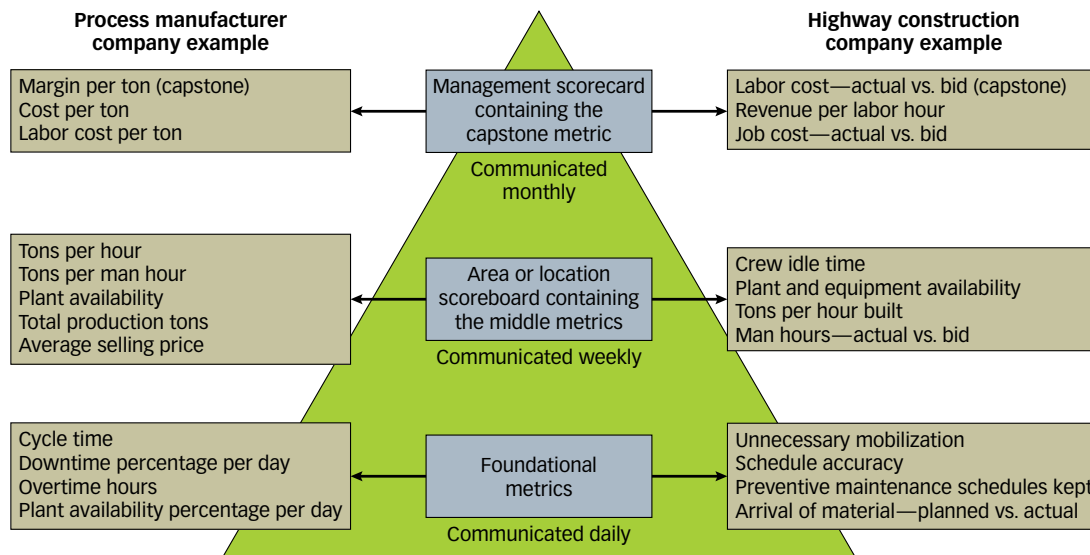 Process manufacturer
company example
Highway construction
company example
Margin per ton (capstone)
Cost per ton
Labor cost per ton
Management scorecard
containing the
capstone metric
Communicated
monthly
Labor cost—actual vs. bid (capstone)
Revenue per labor hour
Job cost—actual vs. bid
Tons per hour
Tons per man hour
Plant availability
Total production tons
Average selling price
Area or location
scoreboard containing
the middle metrics
Communicated weekly
Crew idle time
Plant and equipment availability
Tons per hour built
Man hours—actual vs. bid
Cycle time
Downtime percentage per day
Overtime hours
Plant availability percentage per day
Foundational
metrics
Communicated daily
Unnecessary mobilization
Schedule accuracy
Preventive maintenance schedules kept
Arrival of material—planned vs. actual